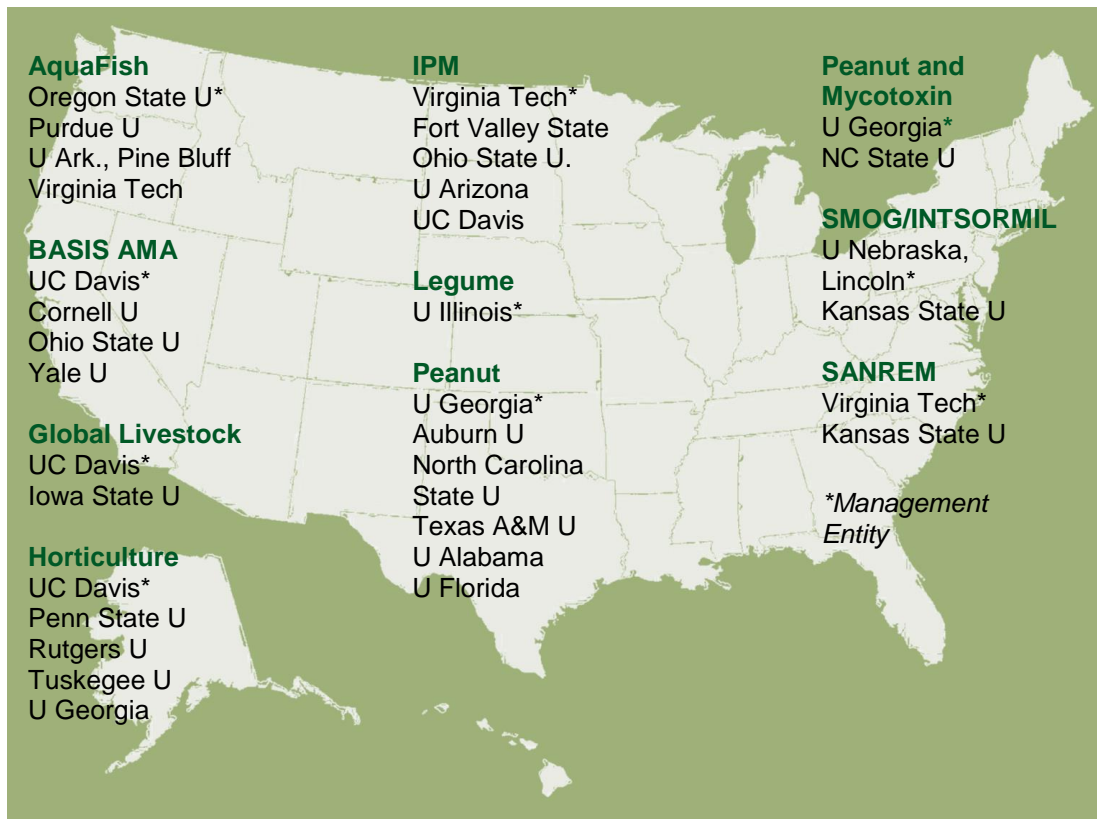 AquaFish
Oregon State U*
Purdue U
U Ark., Pine Bluff
Virginia Tech
BASIS AMA
UC Davis*
Cornell U
Ohio State U
Yale U
Global Livestock
UC Davis*
Iowa State U
Horticulture
UC Davis*
Penn State U
Rutgers U
Tuskegee U
U Georgia
IPM
Virginia Tech*
Fort Valley State
Ohio State U.
U Arizona
UC Davis
Legume
U Illinois*
Peanut
U Georgia*
Auburn U
North Carolina
State U
Texas A&M U
U Alabama
U Florida
Peanut and
Mycotoxin
U Georgia*
NC State U
SMOG/INTSORMIL
U Nebraska,
Lincoln*
Kansas State U
SANREM
Virginia Tech*
Kansas State U
*Management
Entity